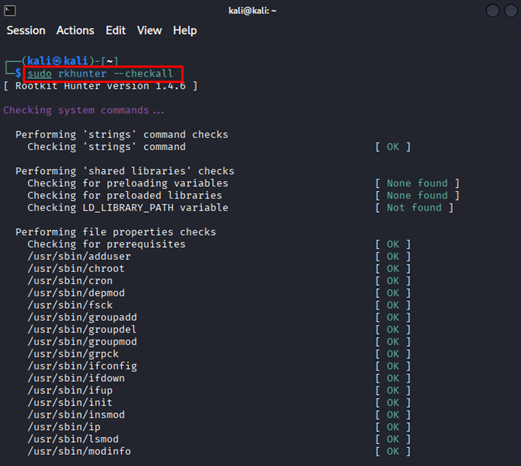 kali@kali: ~
Session Actions Edit View Help
┌──(kali㉿kali)-[~]
└─$ sudo rkhunter --checkall
[ Rootkit Hunter version 1.4.6 ]
Checking system commands...
Performing 'strings' command checks
Checking 'strings' command [ OK ]
Performing 'shared libraries' checks
Checking for preloading variables [ None found ]
Checking for preloaded libraries [ None found ]
Checking LD_LIBRARY_PATH variable [ Not found ]
Performing file properties checks
Checking for prerequisites [ OK ]
/usr/sbin/adduser [ OK ]
/usr/sbin/chroot [ OK ]
/usr/sbin/cron [ OK ]
/usr/sbin/depmod [ OK ]
/usr/sbin/fsck [ OK ]
/usr/sbin/groupadd [ OK ]
/usr/sbin/groupdel [ OK ]
/usr/sbin/groupmod [ OK ]
/usr/sbin/grpck [ OK ]
/usr/sbin/ifconfig [ OK ]
/usr/sbin/ifdown [ OK ]
/usr/sbin/ifup [ OK ]
/usr/sbin/init [ OK ]
/usr/sbin/insmod [ OK ]
/usr/sbin/ip [ OK ]
/usr/sbin/lsmod [ OK ]
/usr/sbin/modinfo [ OK ]